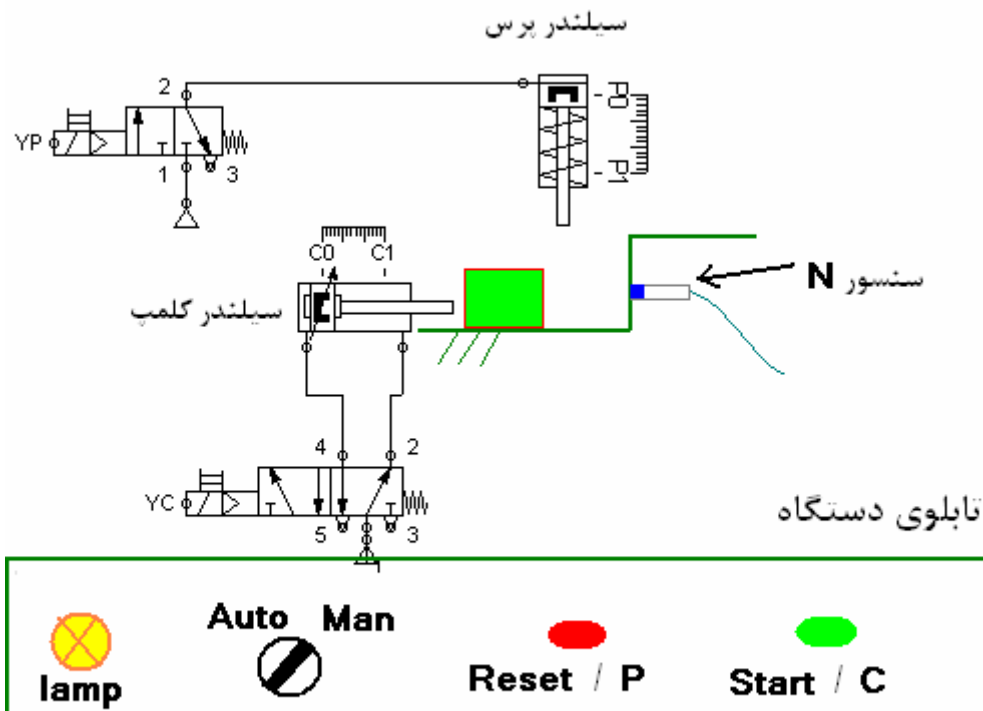 سیلندر پرس
2
P0
YP
1
3
P1
C0 C1
سنسور N
سیلندر کلمپ
4 2
YC
5 3
تابلوی دستگاه
Auto Man
lamp
Reset / P
Start / C